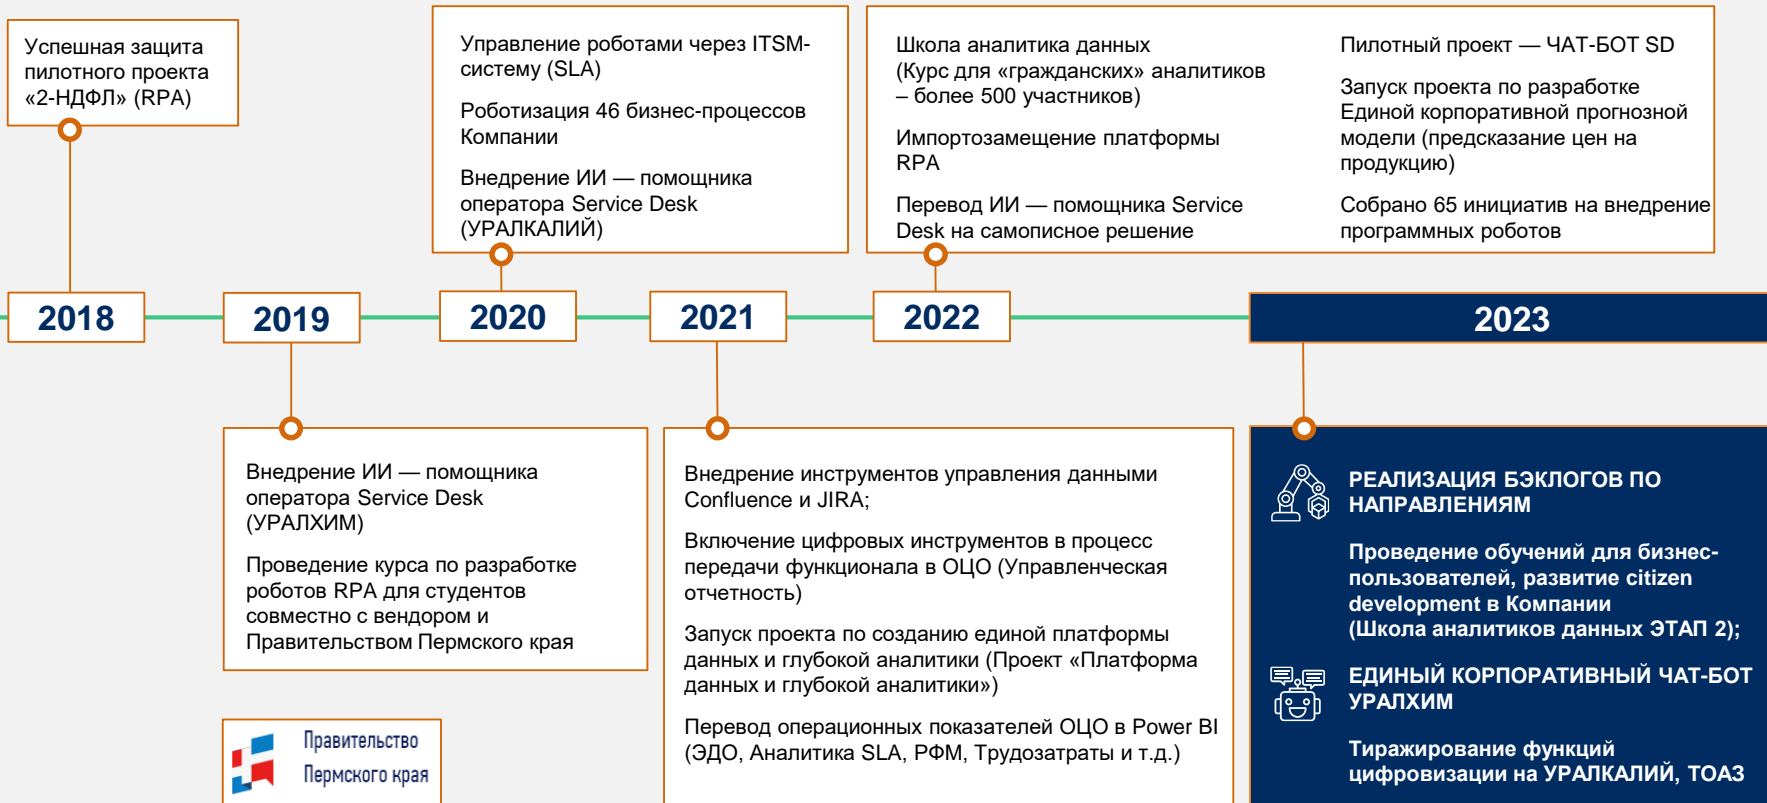 Успешная защита
пилотного проекта
«2-НДФЛ» (RPA)
Управление роботами через ITSM-
систему (SLA)
Роботизация 46 бизнес-процессов
Компании
Внедрение ИИ — помощника
оператора Service Desk
(УРАЛКАЛИЙ)
Школа аналитика данных
(Курс для «гражданских» аналитиков
– более 500 участников)
Импортозамещение платформы
RPA
Перевод ИИ — помощника Service
Desk на самописное решение
Пилотный проект — ЧАТ-БОТ SD
Запуск проекта по разработке
Единой корпоративной прогнозной
модели (предсказание цен на
продукцию)
Собрано 65 инициатив на внедрение
программных роботов
2018
2019
2020
2021
2022
2023
Внедрение ИИ — помощника
оператора Service Desk
(УРАЛХИМ)
Проведение курса по разработке
роботов RPA для студентов
совместно с вендором и
Правительством Пермского края
Правительство
Пермского края
Внедрение инструментов управления данными
Confluence и JIRA;
Включение цифровых инструментов в процесс
передачи функционала в ОЦО (Управленческая
отчетность)
Запуск проекта по созданию единой платформы
данных и глубокой аналитики (Проект «Платформа
данных и глубокой аналитики»)
Перевод операционных показателей ОЦО в Power BI
(ЭДО, Аналитика SLA, РФМ, Трудозатраты и т.д.)
РЕАЛИЗАЦИЯ БЭКЛОГОВ ПО
НАПРАВЛЕНИЯМ
Проведение обучений для бизнес-
пользователей, развитие citizen
development в Компании
(Школа аналитиков данных ЭТАП 2);
ЕДИНЫЙ КОРПОРАТИВНЫЙ ЧАТ-БОТ
УРАЛХИМ
Тиражирование функций
цифровизации на УРАЛКАЛИЙ, ТОАЗ